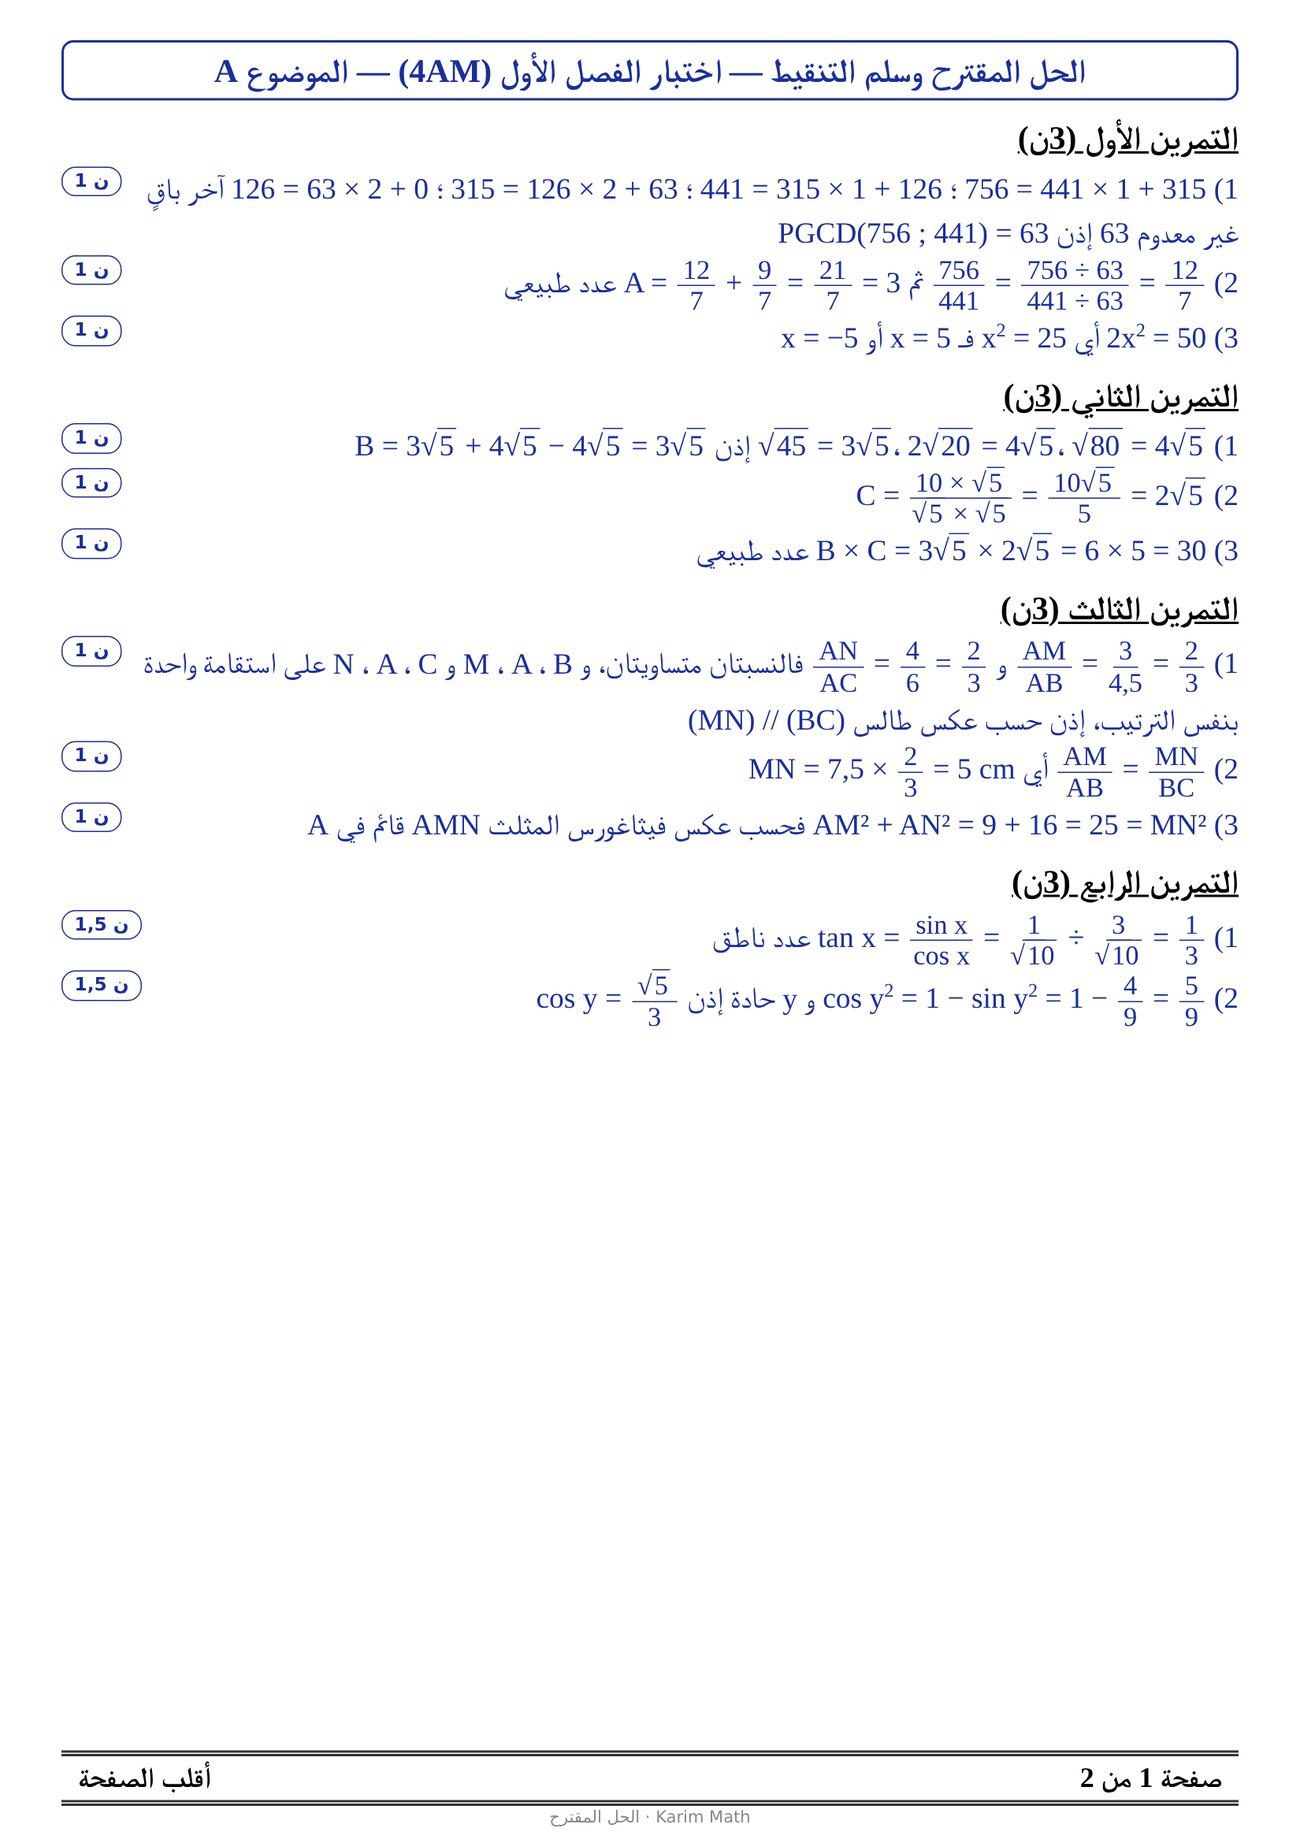 الحل المقترح وسلم التنقيط — اختبار الفصل الأول (4AM) — الموضوع A
التمرين الأول (3ن)
1) 756 = 441 × 1 + 315 ؛ 441 = 315 × 1 + 126 ؛ 315 = 126 × 2 + 63 ؛ 126 = 63 × 2 + 0 آخر باقٍ 1 ن
غير معدوم 63 إذن PGCD(756 ; 441) = 63
2) 756/441 = (756 ÷ 63)/(441 ÷ 63) = 12/7 ثم A = 12/7 + 9/7 = 21/7 = 3 عدد طبيعي 1 ن
3) 2x² = 50 أي x² = 25 فـ x = 5 أو x = −5 1 ن
التمرين الثاني (3ن)
1) √45 = 3√5، 2√20 = 4√5، √80 = 4√5 إذن B = 3√5 + 4√5 − 4√5 = 3√5 1 ن
2) C = (10 × √5)/(√5 × √5) = 10√5/5 = 2√5 1 ن
3) B × C = 3√5 × 2√5 = 6 × 5 = 30 عدد طبيعي 1 ن
التمرين الثالث (3ن)
1) AM/AB = 3/4,5 = 2/3 و AN/AC = 4/6 = 2/3 فالنسبتان متساويتان، و M ، A ، B و N ، A ، C على استقامة واحدة 1 ن
بنفس الترتيب، إذن حسب عكس طالس (MN) // (BC)
2) AM/AB = MN/BC أي MN = 7,5 × 2/3 = 5 cm 1 ن
3) AM² + AN² = 9 + 16 = 25 = MN² فحسب عكس فيثاغورس المثلث AMN قائم في A 1 ن
التمرين الرابع (3ن)
1) tan x = sin x/cos x = 1/√10 ÷ 3/√10 = 1/3 عدد ناطق 1,5 ن
2) cos y² = 1 − sin y² = 1 − 4/9 = 5/9 و y حادة إذن cos y = √5/3 1,5 ن
صفحة 1 من 2 أقلب الصفحة
Karim Math · الحل المقترح